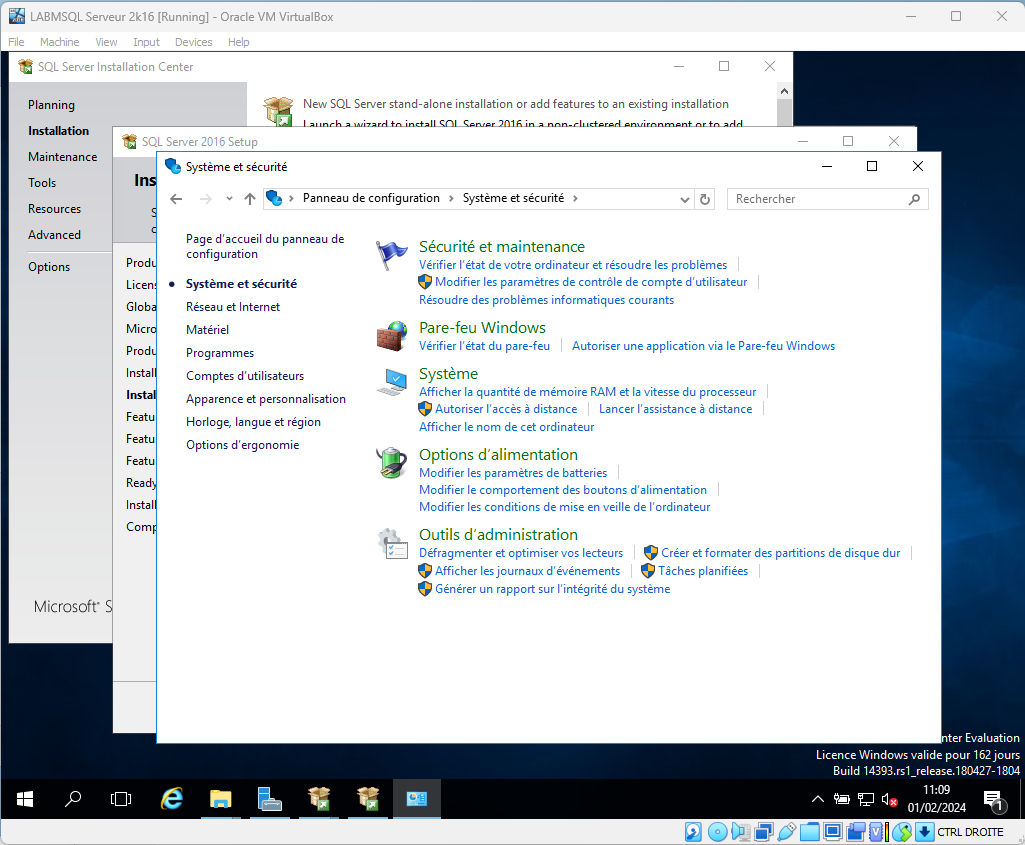 LABMSQL Serveur 2k16 [Running] - Oracle VM VirtualBox
File Machine View Input Devices Help
SQL Server Installation Center
Planning
Installation
Maintenance
Tools
Resources
Advanced
Options
New SQL Server stand-alone installation or add features to an existing installation
Launch a wizard to install SQL Server 2016 in a non-clustered environment or to add
Microsoft S
SQL Server 2016 Setup
Ins
S
c
Produ
Licens
Globa
Micro
Produ
Install
Instal
Featu
Featu
Featu
Ready
Install
Comp
Système et sécurité
Panneau de configuration > Système et sécurité >
Rechercher
Page d'accueil du panneau de
configuration
Système et sécurité
Réseau et Internet
Matériel
Programmes
Comptes d'utilisateurs
Apparence et personnalisation
Horloge, langue et région
Options d'ergonomie
Sécurité et maintenance
Vérifier l'état de votre ordinateur et résoudre les problèmes
Modifier les paramètres de contrôle de compte d'utilisateur
Résoudre des problèmes informatiques courants
Pare-feu Windows
Vérifier l'état du pare-feu Autoriser une application via le Pare-feu Windows
Système
Afficher la quantité de mémoire RAM et la vitesse du processeur
Autoriser l'accès à distance Lancer l'assistance à distance
Afficher le nom de cet ordinateur
Options d'alimentation
Modifier les paramètres de batteries
Modifier le comportement des boutons d'alimentation
Modifier les conditions de mise en veille de l'ordinateur
Outils d'administration
Défragmenter et optimiser vos lecteurs Créer et formater des partitions de disque dur
Afficher les journaux d'événements Tâches planifiées
Générer un rapport sur l'intégrité du système
nter Evaluation
Licence Windows valide pour 162 jours
Build 14393.rs1_release.180427-1804
11:09
01/02/2024
1
CTRL DROITE